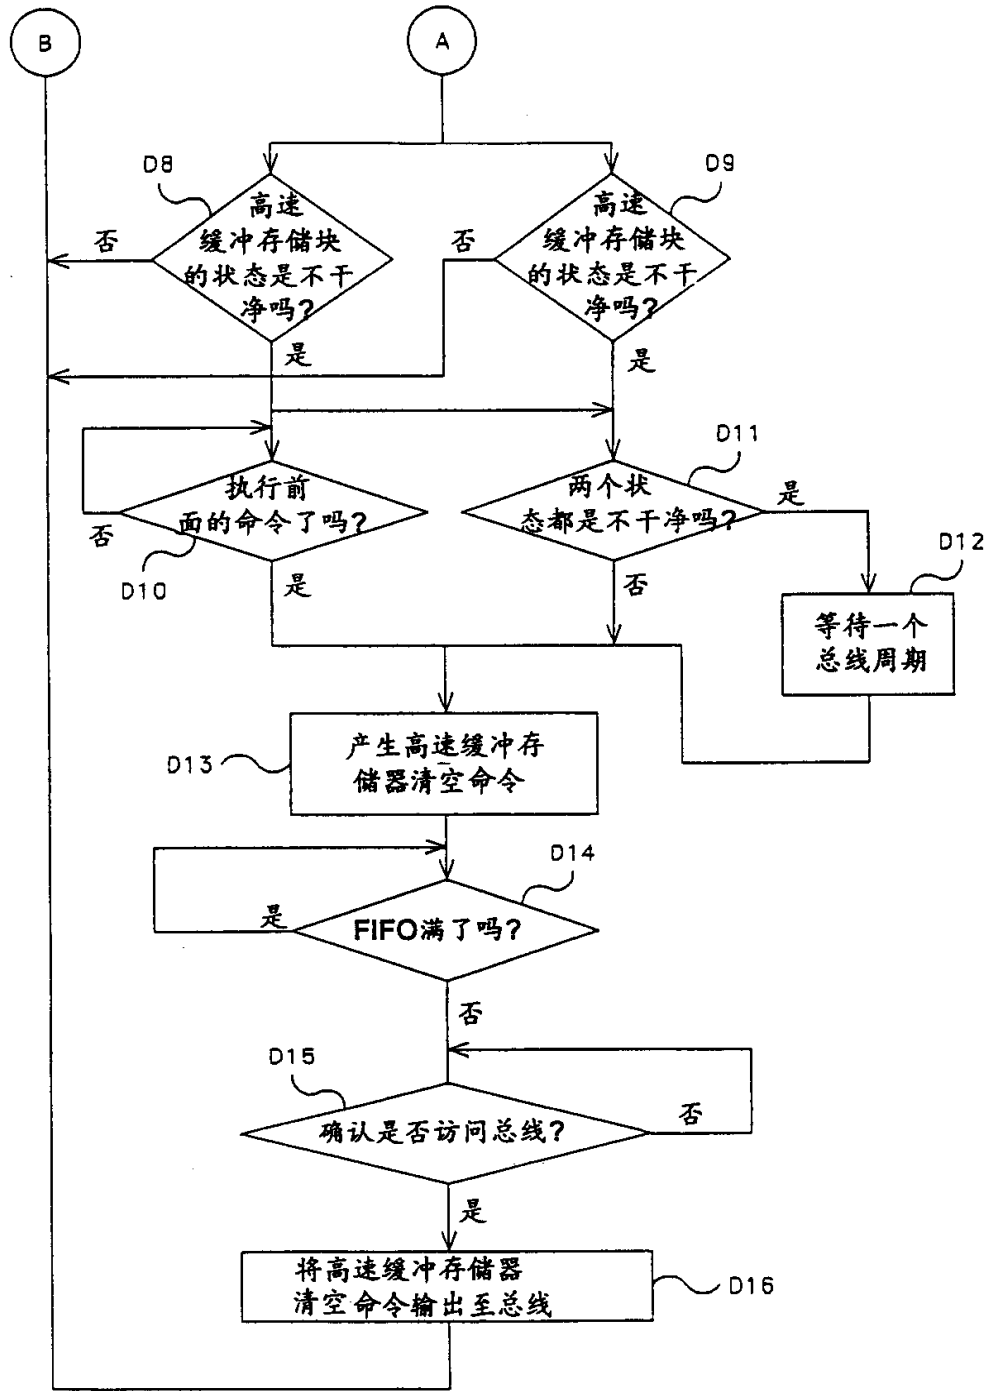 B
A
D8
D9
高速
缓冲存储块
的状态是不干
净吗?
否
是
高速
缓冲存储块
的状态是不干
净吗?
否
是
执行前
面的命令了吗?
否
D10
是
D11
两个状
态都是不干净吗?
是
否
D12
等待一个
总线周期
D13
产生高速缓冲存
储器清空命令
D14
FIFO满了吗?
是
否
D15
确认是否访问总线?
否
是
将高速缓冲存储器
清空命令输出至总线
D16